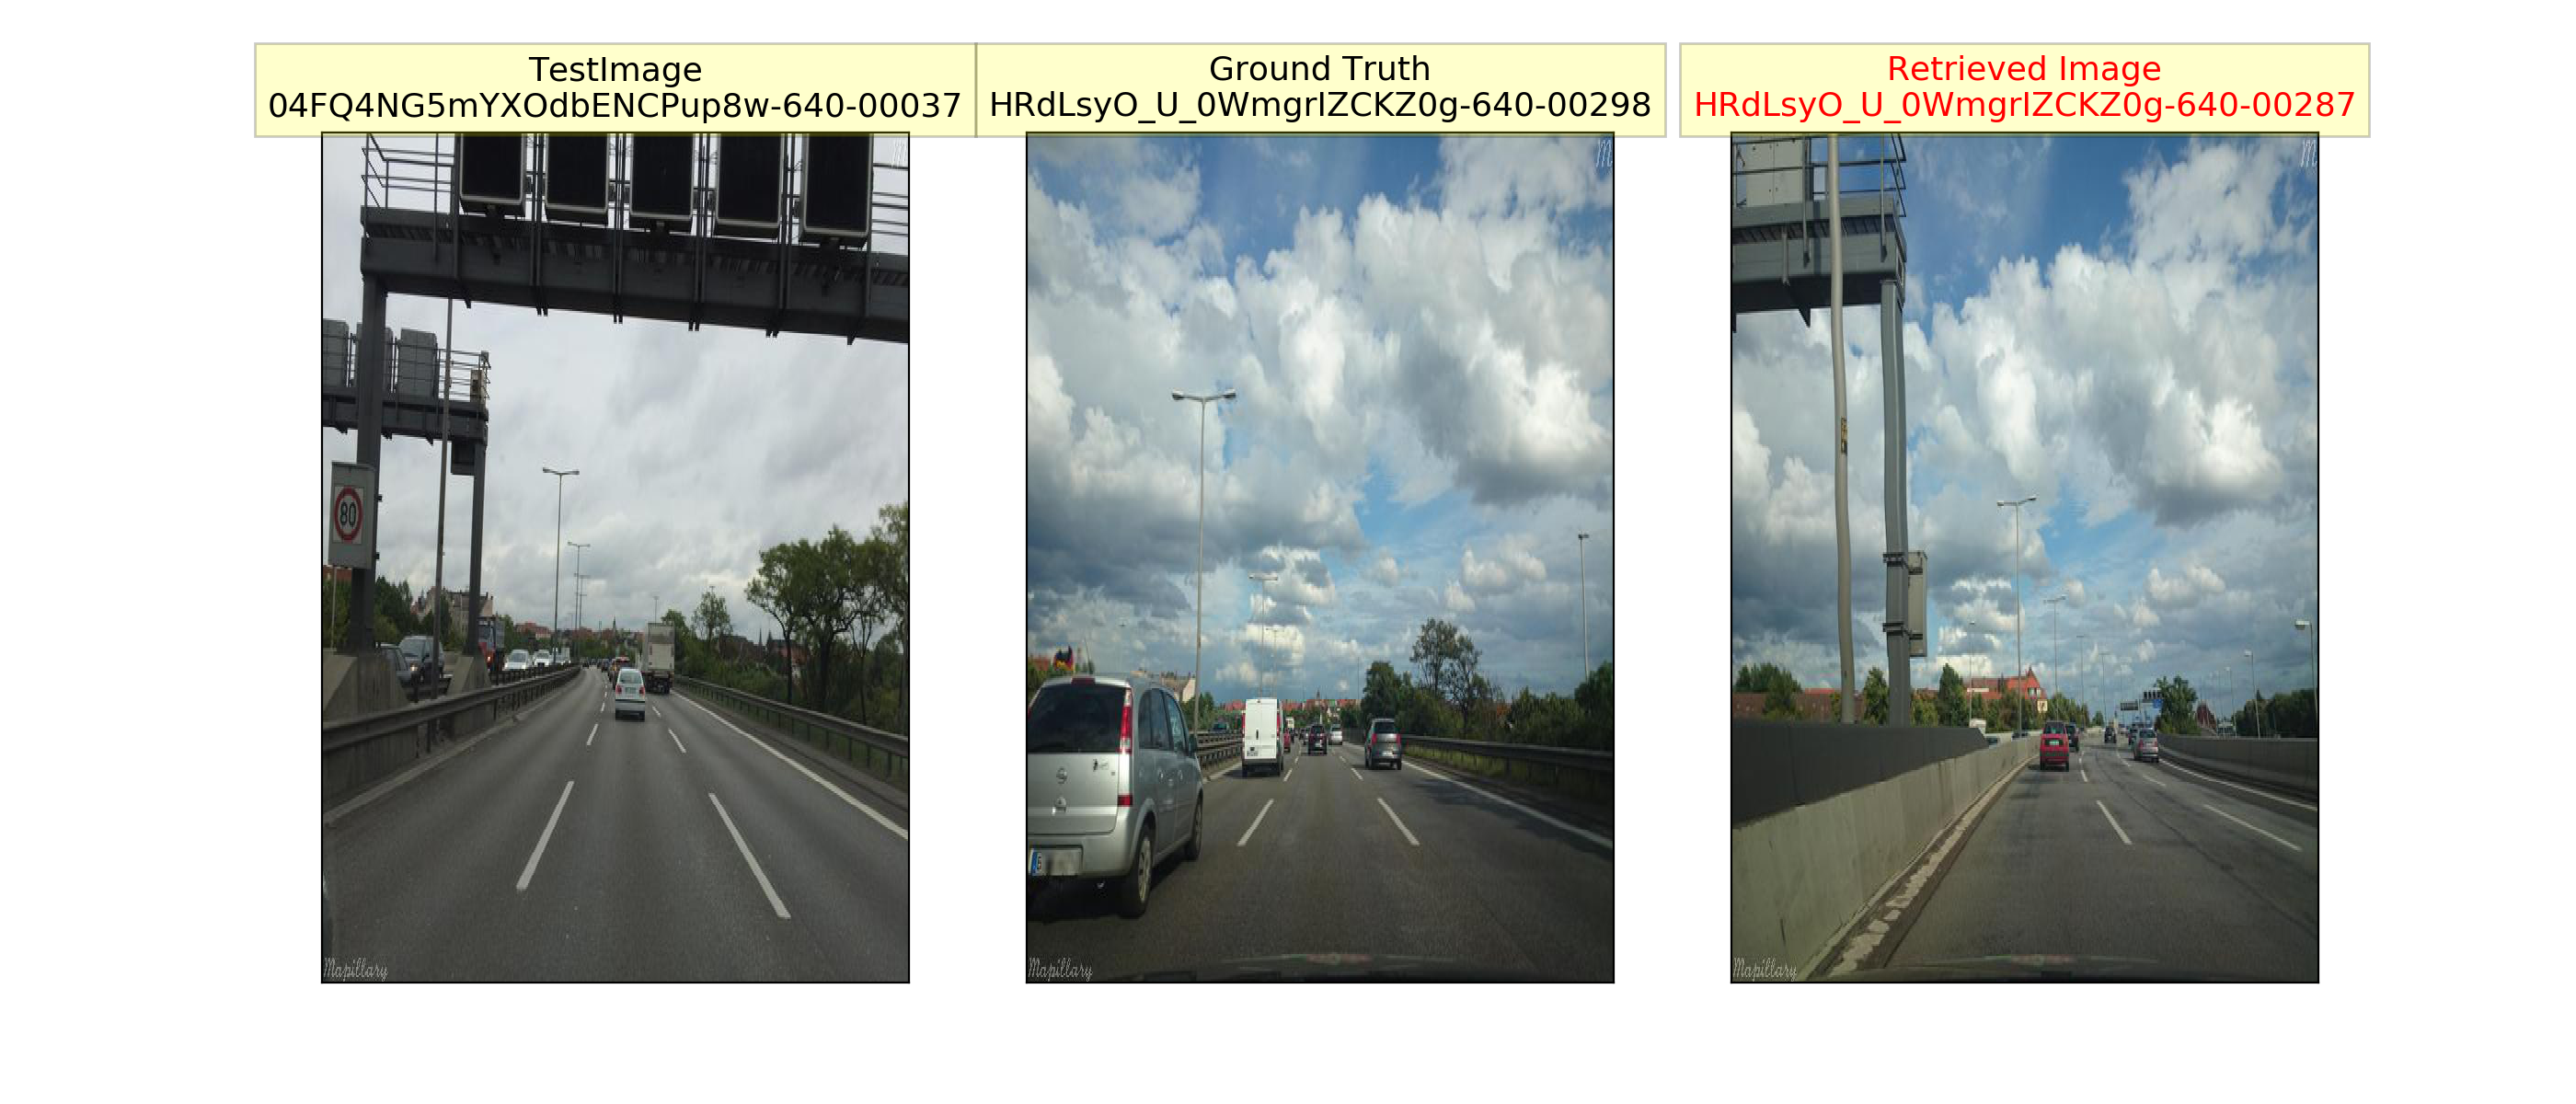 TestImage
04FQ4NG5mYXOdbENCPup8w-640-00037
Ground Truth
HRdLsyO_U_0WmgrIZCKZ0g-640-00298
Retrieved Image
HRdLsyO_U_0WmgrIZCKZ0g-640-00287
80
Mapillary
Mapillary
Mapillary